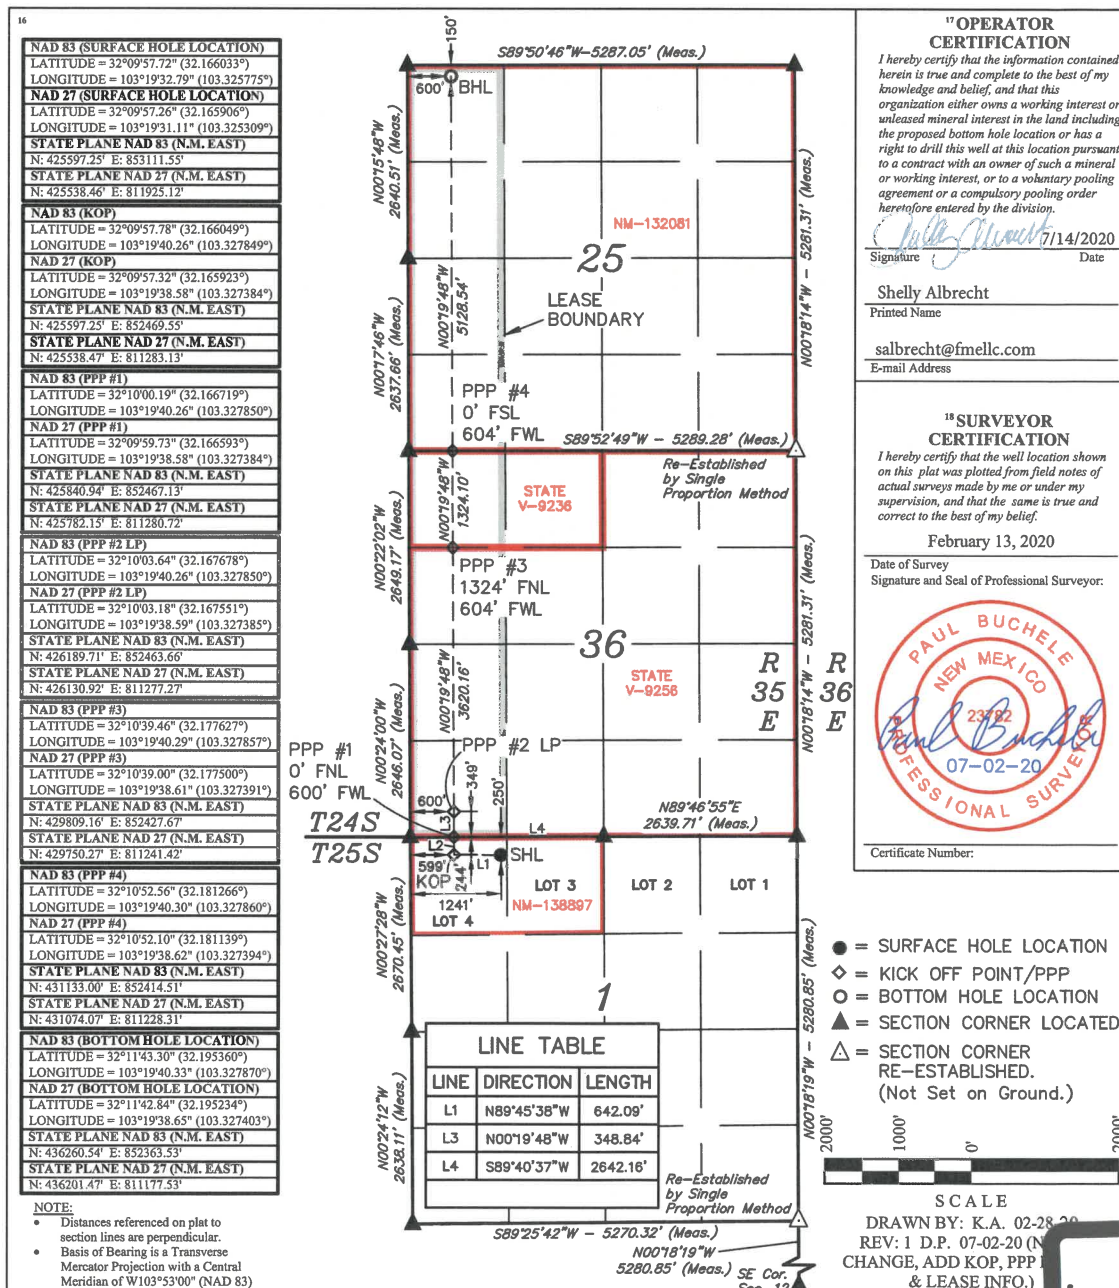 16
NAD 83 (SURFACE HOLE LOCATION)
LATITUDE = 32°09'57.72" (32.166033°)
LONGITUDE = 103°19'32.79" (103.325775°)
NAD 27 (SURFACE HOLE LOCATION)
LATITUDE = 32°09'57.26" (32.165906°)
LONGITUDE = 103°19'31.11" (103.325309°)
STATE PLANE NAD 83 (N.M. EAST)
N: 425597.25' E: 853111.55'
STATE PLANE NAD 27 (N.M. EAST)
N: 425538.46' E: 811925.12'
NAD 83 (KOP)
LATITUDE = 32°09'57.78" (32.166049°)
LONGITUDE = 103°19'40.26" (103.327849°)
NAD 27 (KOP)
LATITUDE = 32°09'57.32" (32.165923°)
LONGITUDE = 103°19'38.58" (103.327384°)
STATE PLANE NAD 83 (N.M. EAST)
N: 425597.25' E: 852469.55'
STATE PLANE NAD 27 (N.M. EAST)
N: 425538.47' E: 811283.13'
NAD 83 (PPP #1)
LATITUDE = 32°10'00.19" (32.166719°)
LONGITUDE = 103°19'40.26" (103.327850°)
NAD 27 (PPP #1)
LATITUDE = 32°09'59.73" (32.166593°)
LONGITUDE = 103°19'38.58" (103.327384°)
STATE PLANE NAD 83 (N.M. EAST)
N: 425840.94' E: 852467.13'
STATE PLANE NAD 27 (N.M. EAST)
N: 425782.15' E: 811280.72'
NAD 83 (PPP #2 LP)
LATITUDE = 32°10'03.64" (32.167678°)
LONGITUDE = 103°19'40.26" (103.327850°)
NAD 27 (PPP #2 LP)
LATITUDE = 32°10'03.18" (32.167551°)
LONGITUDE = 103°19'38.59" (103.327385°)
STATE PLANE NAD 83 (N.M. EAST)
N: 426189.71' E: 852463.66'
STATE PLANE NAD 27 (N.M. EAST)
N: 426130.92' E: 811277.27'
NAD 83 (PPP #3)
LATITUDE = 32°10'39.46" (32.177627°)
LONGITUDE = 103°19'40.29" (103.327857°)
NAD 27 (PPP #3)
LATITUDE = 32°10'39.00" (32.177500°)
LONGITUDE = 103°19'38.61" (103.327391°)
STATE PLANE NAD 83 (N.M. EAST)
N: 429809.16' E: 852427.67'
STATE PLANE NAD 27 (N.M. EAST)
N: 429750.27' E: 811241.42'
NAD 83 (PPP #4)
LATITUDE = 32°10'52.56" (32.181266°)
LONGITUDE = 103°19'40.30" (103.327860°)
NAD 27 (PPP #4)
LATITUDE = 32°10'52.10" (32.181139°)
LONGITUDE = 103°19'38.62" (103.327394°)
STATE PLANE NAD 83 (N.M. EAST)
N: 431133.00' E: 852414.51'
STATE PLANE NAD 27 (N.M. EAST)
N: 431074.07' E: 811228.31'
NAD 83 (BOTTOM HOLE LOCATION)
LATITUDE = 32°11'43.30" (32.195360°)
LONGITUDE = 103°19'40.33" (103.327870°)
NAD 27 (BOTTOM HOLE LOCATION)
LATITUDE = 32°11'42.84" (32.195234°)
LONGITUDE = 103°19'38.65" (103.327403°)
STATE PLANE NAD 83 (N.M. EAST)
N: 436260.54' E: 852363.53'
STATE PLANE NAD 27 (N.M. EAST)
N: 436201.47' E: 811177.53'
NOTE:
• Distances referenced on plat to
section lines are perpendicular.
• Basis of Bearing is a Transverse
Mercator Projection with a Central
Meridian of W103°53'00" (NAD 83)
150'
S89°50'46"W-5287.05' (Meas.)
600'
BHL
N00°15'48"W
2640.51' (Meas.)
NM-132081
25
N00°18'14"W - 5281.31' (Meas.)
LEASE
BOUNDARY
N00°19'48"W
5128.54'
N00°17'46"W
2637.66' (Meas.)
PPP #4
0' FSL
604' FWL
S89°52'49"W - 5289.28' (Meas.)
Re-Established
by Single
Proportion Method
STATE
V-9236
N00°19'48"W
1324.10'
N00°22'02"W
2649.17' (Meas.)
PPP #3
1324' FNL
604' FWL
36
STATE
V-9256
R
35
E
R
36
E
N00°18'14"W - 5281.31' (Meas.)
N00°19'48"W
3620.16'
N00°24'00"W
2646.07' (Meas.)
PPP #1
0' FNL
600' FWL
PPP #2 LP
349'
250'
600'
L3
N89°46'55"E
2639.71' (Meas.)
L4
T24S
T25S
L2
SHL
L1
599'
KOP
244'
1241'
LOT 4
LOT 3
NM-138897
LOT 2
LOT 1
N00°27'28"W
2670.45' (Meas.)
1
N00°18'19"W - 5280.85' (Meas.)
LINE TABLE
LINE DIRECTION LENGTH
L1 N89°45'38"W 642.09'
L3 N00°19'48"W 348.84'
L4 S89°40'37"W 2642.16'
N00°24'12"W
2638.11' (Meas.)
Re-Established
by Single
Proportion Method
S89°25'42"W - 5270.32' (Meas.)
N00°18'19"W
5280.85' (Meas.)
SE Cor.
17 OPERATOR
CERTIFICATION
I hereby certify that the information contained
herein is true and complete to the best of my
knowledge and belief, and that this
organization either owns a working interest or
unleased mineral interest in the land including
the proposed bottom hole location or has a
right to drill this well at this location pursuant
to a contract with an owner of such a mineral
or working interest, or to a voluntary pooling
agreement or a compulsory pooling order
heretofore entered by the division.
7/14/2020
Signature Date
Shelly Albrecht
Printed Name
salbrecht@fmellc.com
E-mail Address
18 SURVEYOR
CERTIFICATION
I hereby certify that the well location shown
on this plat was plotted from field notes of
actual surveys made by me or under my
supervision, and that the same is true and
correct to the best of my belief.
February 13, 2020
Date of Survey
Signature and Seal of Professional Surveyor:
PAUL BUCHELE
NEW MEXICO
23782
Paul Buchele
07-02-20
PROFESSIONAL SURVEYOR
Certificate Number:
= SURFACE HOLE LOCATION
= KICK OFF POINT/PPP
= BOTTOM HOLE LOCATION
= SECTION CORNER LOCATED
= SECTION CORNER
RE-ESTABLISHED.
(Not Set on Ground.)
2000' 1000' 0' 2000'
SCALE
DRAWN BY: K.A. 02-28-20
REV: 1 D.P. 07-02-20 (N
CHANGE, ADD KOP, PPP
& LEASE INFO.)